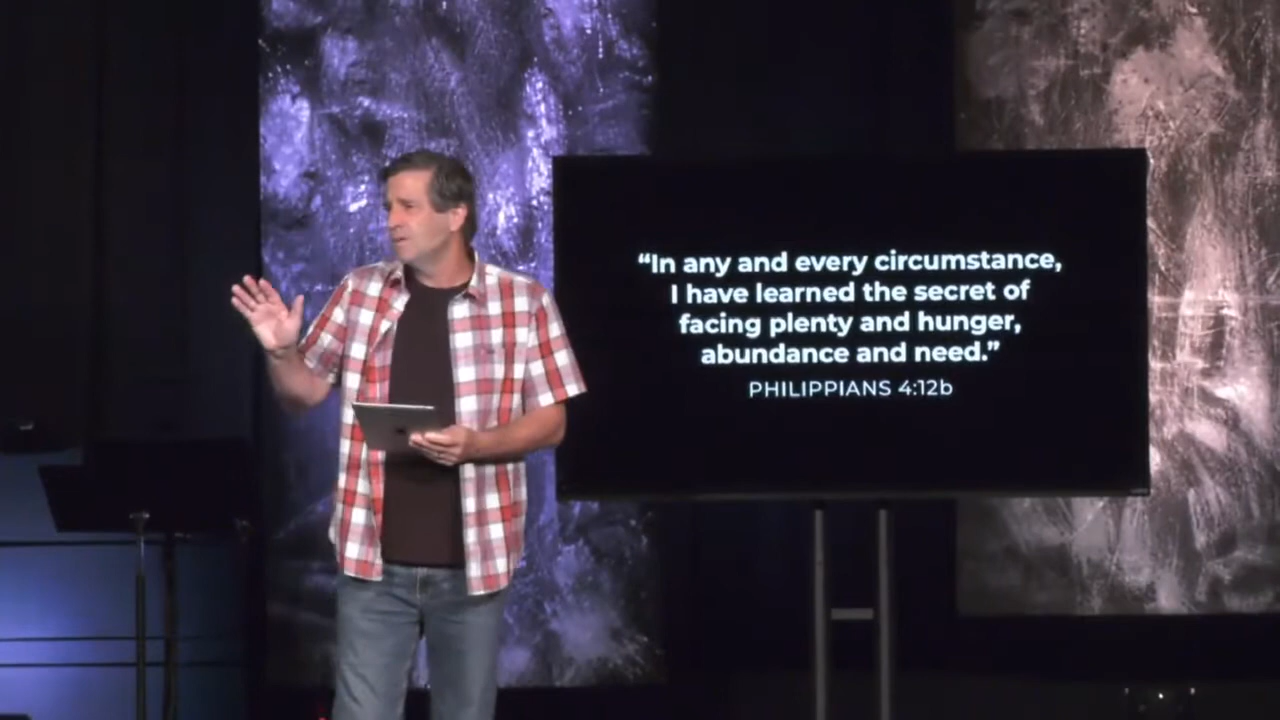 “In any and every circumstance,
I have learned the secret of
facing plenty and hunger,
abundance and need.”
PHILIPPIANS 4:12b